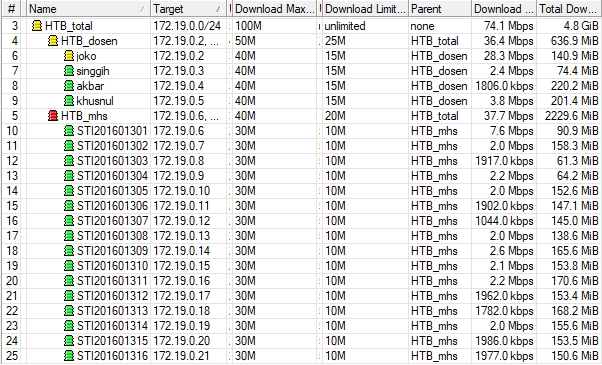 # Name Target U Download Max... U Download Limit... Parent Download ... Total Dow...
3 HTB_total 172.19.0.0/24 100M unlimited none 74.1 Mbps 4.8 GiB
4 HTB_dosen 172.19.0.2, ... 50M 25M HTB_total 36.4 Mbps 636.9 MiB
6 joko 172.19.0.2 40M 15M HTB_dosen 28.3 Mbps 140.9 MiB
7 singgih 172.19.0.3 40M 15M HTB_dosen 2.4 Mbps 74.4 MiB
8 akbar 172.19.0.4 40M 15M HTB_dosen 1806.0 kbps 220.2 MiB
9 khusnul 172.19.0.5 40M 15M HTB_dosen 3.8 Mbps 201.4 MiB
5 HTB_mhs 172.19.0.6, ... 40M 20M HTB_total 37.7 Mbps 2229.6 MiB
10 STI201601301 172.19.0.6 30M 10M HTB_mhs 7.6 Mbps 90.9 MiB
11 STI201601302 172.19.0.7 30M 10M HTB_mhs 2.0 Mbps 158.3 MiB
12 STI201601303 172.19.0.8 30M 10M HTB_mhs 1917.0 kbps 61.3 MiB
13 STI201601304 172.19.0.9 30M 10M HTB_mhs 2.2 Mbps 64.2 MiB
14 STI201601305 172.19.0.10 30M 10M HTB_mhs 2.0 Mbps 152.6 MiB
15 STI201601306 172.19.0.11 30M 10M HTB_mhs 1902.0 kbps 147.1 MiB
16 STI201601307 172.19.0.12 30M 10M HTB_mhs 1044.0 kbps 145.0 MiB
17 STI201601308 172.19.0.13 30M 10M HTB_mhs 2.0 Mbps 138.6 MiB
18 STI201601309 172.19.0.14 30M 10M HTB_mhs 2.6 Mbps 165.6 MiB
19 STI201601310 172.19.0.15 30M 10M HTB_mhs 2.1 Mbps 153.8 MiB
20 STI201601311 172.19.0.16 30M 10M HTB_mhs 2.2 Mbps 170.6 MiB
21 STI201601312 172.19.0.17 30M 10M HTB_mhs 1962.0 kbps 153.4 MiB
22 STI201601313 172.19.0.18 30M 10M HTB_mhs 1782.0 kbps 168.2 MiB
23 STI201601314 172.19.0.19 30M 10M HTB_mhs 2.0 Mbps 155.6 MiB
24 STI201601315 172.19.0.20 30M 10M HTB_mhs 1986.0 kbps 153.5 MiB
25 STI201601316 172.19.0.21 30M 10M HTB_mhs 1977.0 kbps 150.6 MiB